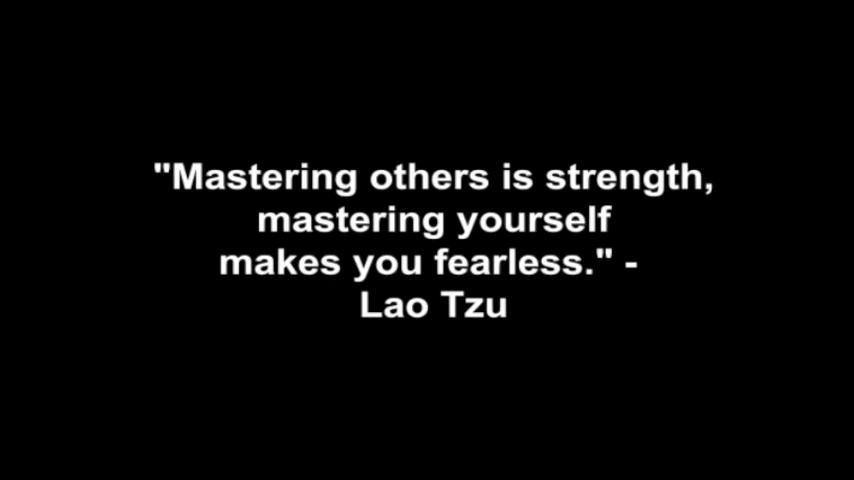 "Mastering others is strength,
mastering yourself
makes you fearless." -
Lao Tzu